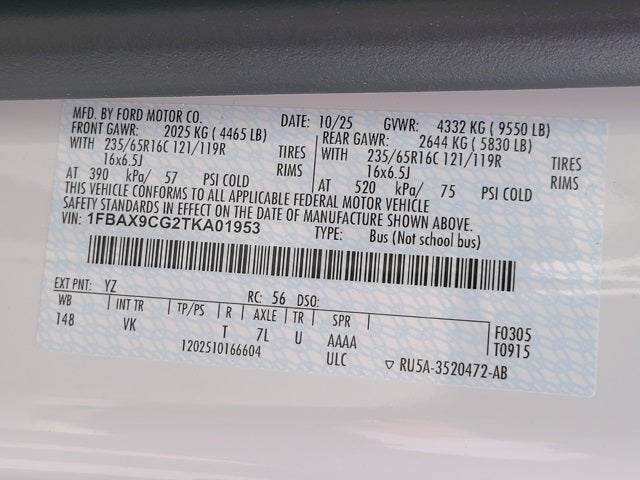 MFD. BY FORD MOTOR CO. DATE: 10/25 GVWR: 4332 KG ( 9550 LB)
FRONT GAWR: 2025 KG ( 4465 LB) REAR GAWR: 2644 KG ( 5830 LB)
WITH 235/65R16C 121/119R TIRES WITH 235/65R16C 121/119R TIRES
16x6.5J RIMS 16x6.5J RIMS
AT 390 kPa/ 57 PSI COLD AT 520 kPa/ 75 PSI COLD
THIS VEHICLE CONFORMS TO ALL APPLICABLE FEDERAL MOTOR VEHICLE
SAFETY STANDARDS IN EFFECT ON THE DATE OF MANUFACTURE SHOWN ABOVE.
VIN: 1FBAX9CG2TKA01953 TYPE: Bus (Not school bus)
EXT PNT: YZ RC: 56 DSO:
WB INT TR TP/PS R AXLE TR SPR F0305
148 VK T 7L U AAAA T0915
1202510166604 ULC ▽ RU5A-3520472-AB